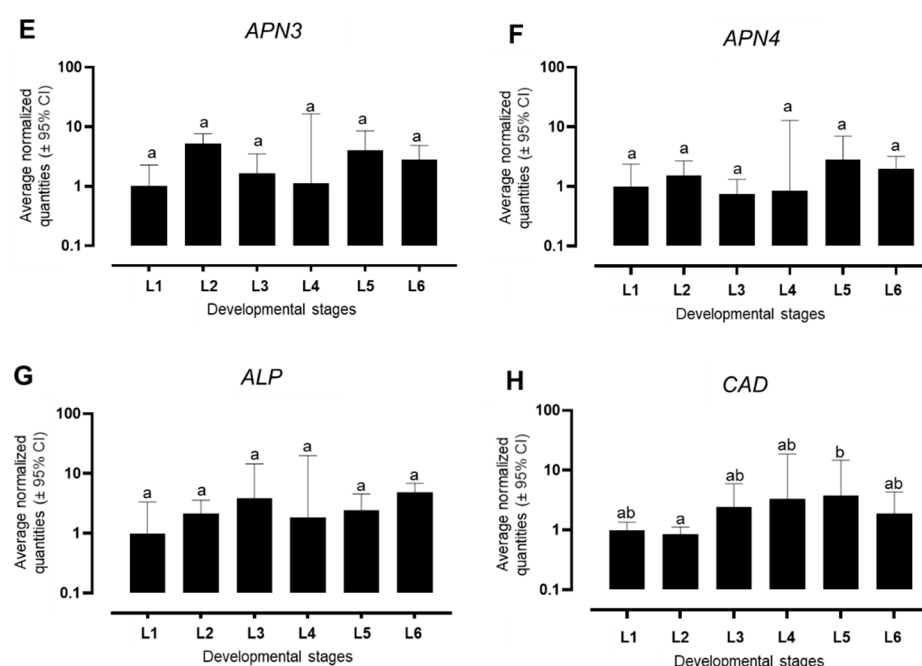 E
APN3
Average normalized
quantities (± 95% CI)
100
10
1
0.1
a a a a a a
L1 L2 L3 L4 L5 L6
Developmental stages
F
APN4
Average normalized
quantities (± 95% CI)
100
10
1
0.1
a a a a a a
L1 L2 L3 L4 L5 L6
Developmental stages
G
ALP
Average normalized
quantities (± 95% CI)
100
10
1
0.1
a a a a a a
L1 L2 L3 L4 L5 L6
Developmental stages
H
CAD
Average normalized
quantities (± 95% CI)
100
10
1
0.1
ab a ab ab b ab
L1 L2 L3 L4 L5 L6
Developmental stages